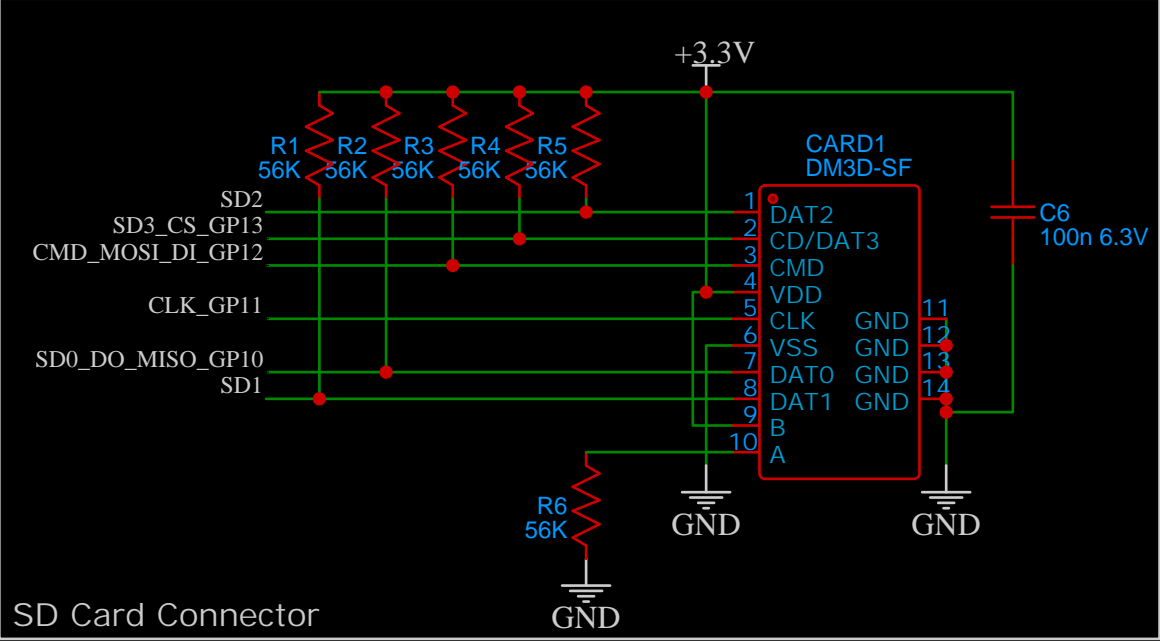 +3.3V
R1 R2 R3 R4 R5
56K 56K 56K 56K 56K
CARD1
DM3D-SF
SD2
SD3_CS_GP13
CMD_MOSI_DI_GP12
CLK_GP11
SD0_DO_MISO_GP10
SD1
1 DAT2
2 CD/DAT3
3 CMD
4 VDD
5 CLK GND 11
6 VSS GND 12
7 DAT0 GND 13
8 DAT1 GND 14
9 B
10 A
C6
100n 6.3V
R6
56K
GND
GND
GND
SD Card Connector